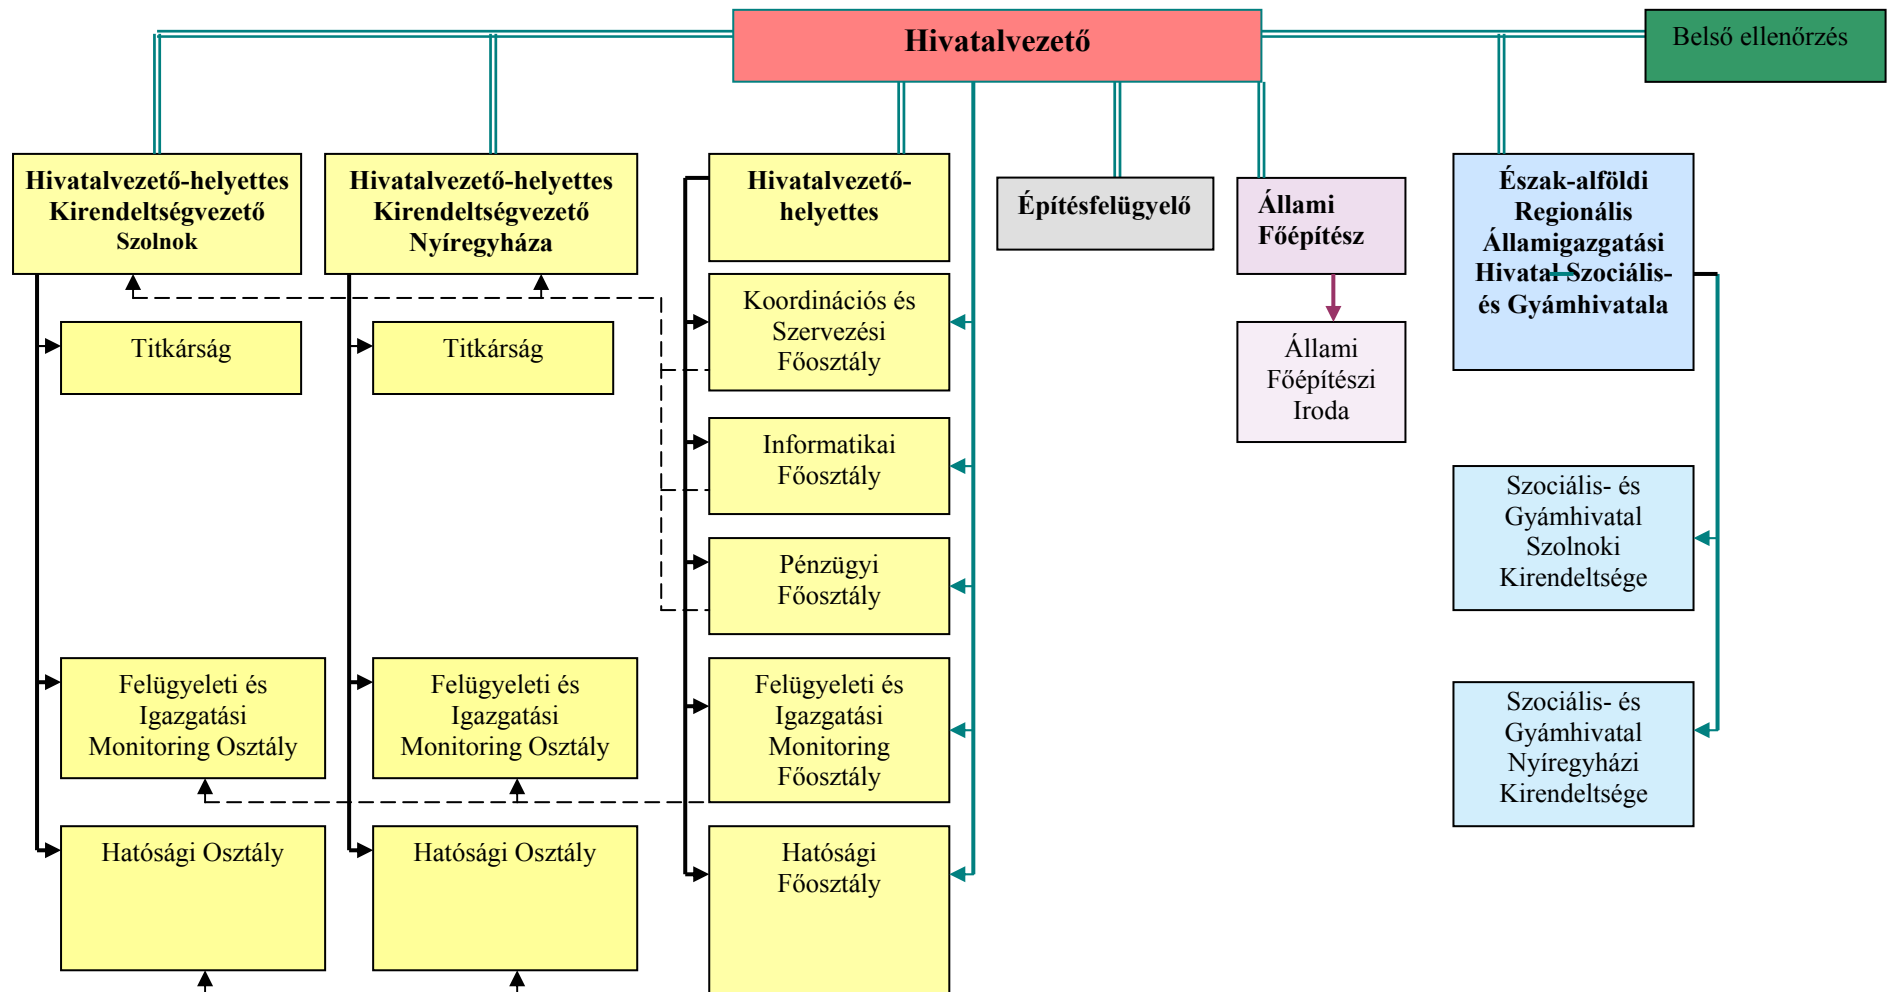 Hivatalvezető
Belső ellenőrzés
Hivatalvezető-helyettes
Kirendeltségvezető
Szolnok
Hivatalvezető-helyettes
Kirendeltségvezető
Nyíregyháza
Hivatalvezető-
helyettes
Építésfelügyelő
Állami
Főépítész
Észak-alföldi
Regionális
Államigazgatási
Hivatal Szociális-
és Gyámhivatala
Titkárság
Titkárság
Koordinációs és
Szervezési
Főosztály
Állami
Főépítészi
Iroda
Informatikai
Főosztály
Szociális- és
Gyámhivatal
Szolnoki
Kirendeltsége
Pénzügyi
Főosztály
Felügyeleti és
Igazgatási
Monitoring Osztály
Felügyeleti és
Igazgatási
Monitoring Osztály
Felügyeleti és
Igazgatási
Monitoring
Főosztály
Szociális- és
Gyámhivatal
Nyíregyházi
Kirendeltsége
Hatósági Osztály
Hatósági Osztály
Hatósági
Főosztály